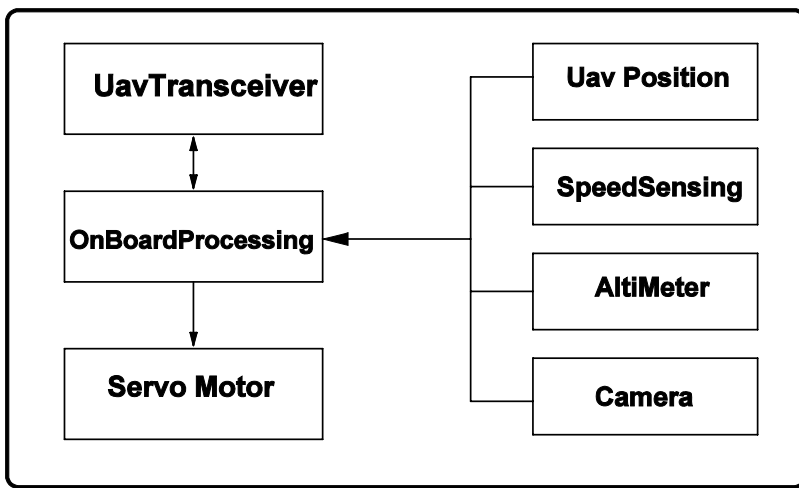 UavTransceiver
OnBoardProcessing
Servo Motor
Uav Position
SpeedSensing
AltiMeter
Camera